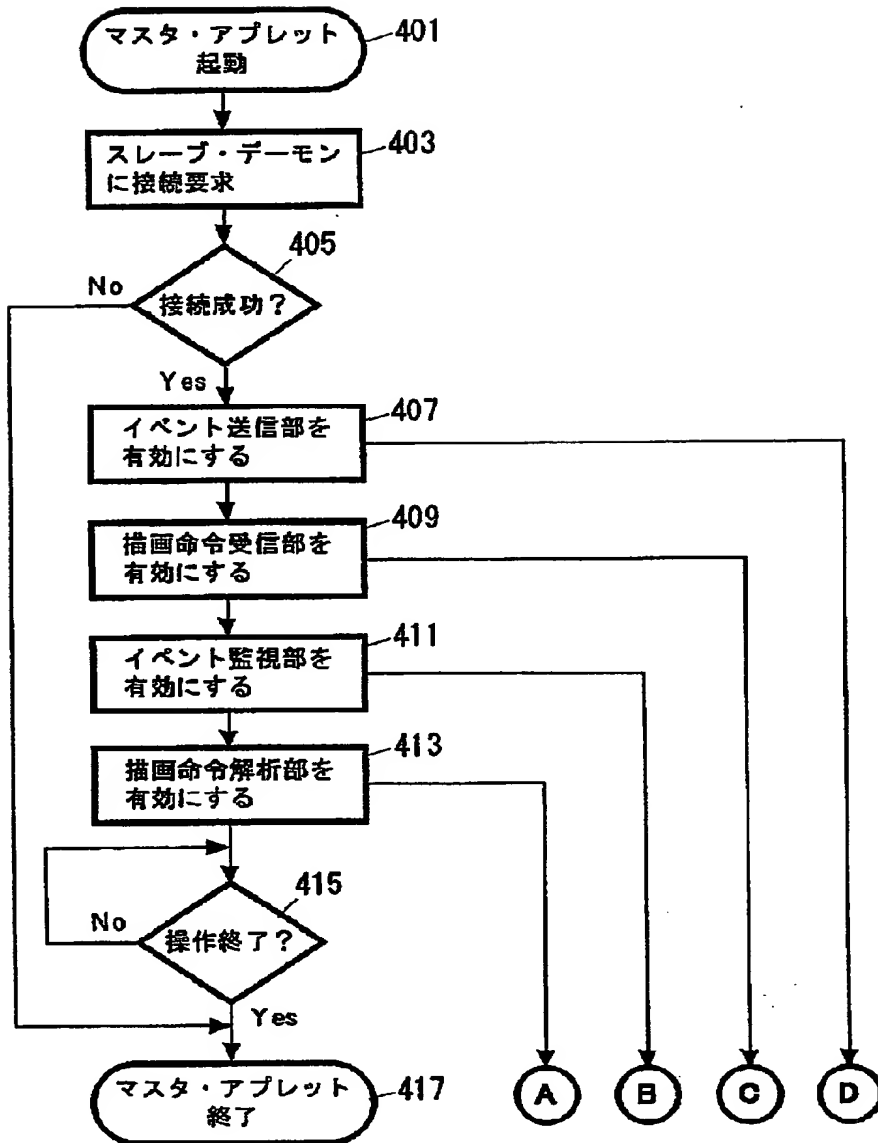 マスタ・アプレット
起動
401
スレーブ・デーモン
に接続要求
403
405
接続成功？
No
Yes
イベント送信部を
有効にする
407
描画命令受信部を
有効にする
409
イベント監視部を
有効にする
411
描画命令解析部を
有効にする
413
415
操作終了？
No
Yes
マスタ・アプレット
終了
417
A
B
C
D